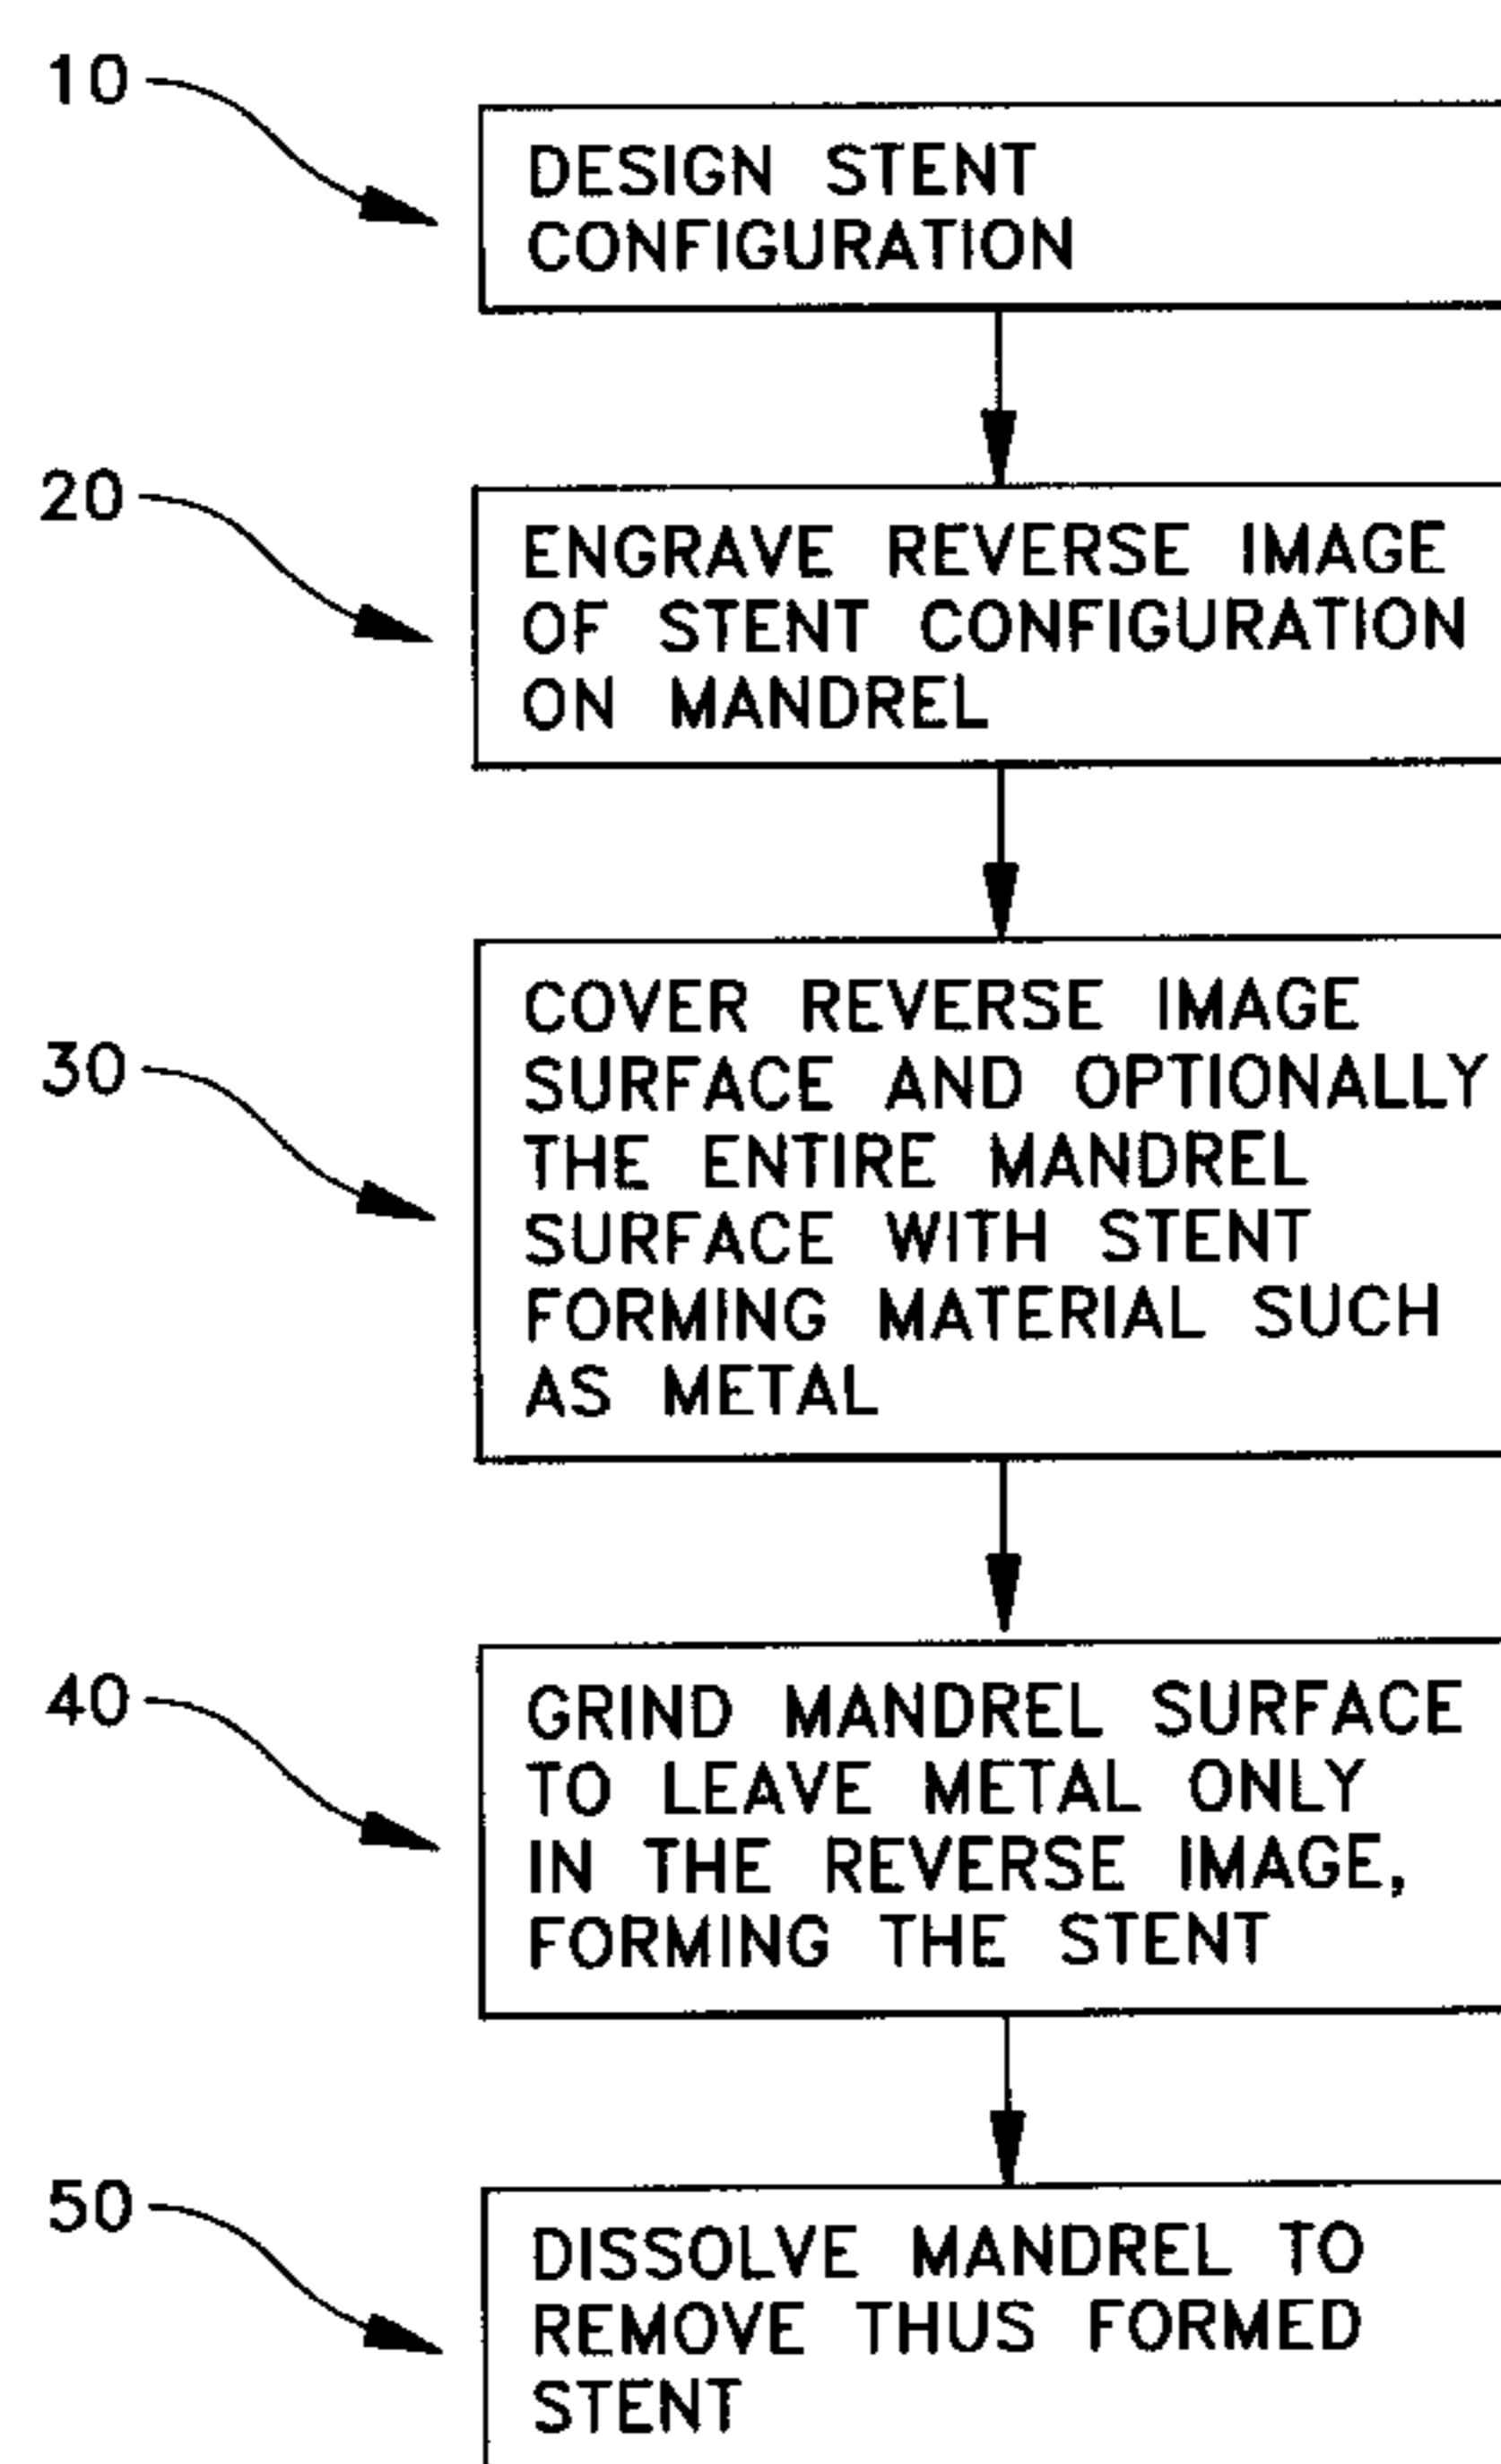 10
DESIGN STENT
CONFIGURATION
20
ENGRAVE REVERSE IMAGE
OF STENT CONFIGURATION
ON MANDREL
30
COVER REVERSE IMAGE
SURFACE AND OPTIONALLY
THE ENTIRE MANDREL
SURFACE WITH STENT
FORMING MATERIAL SUCH
AS METAL
40
GRIND MANDREL SURFACE
TO LEAVE METAL ONLY
IN THE REVERSE IMAGE,
FORMING THE STENT
50
DISSOLVE MANDREL TO
REMOVE THUS FORMED
STENT